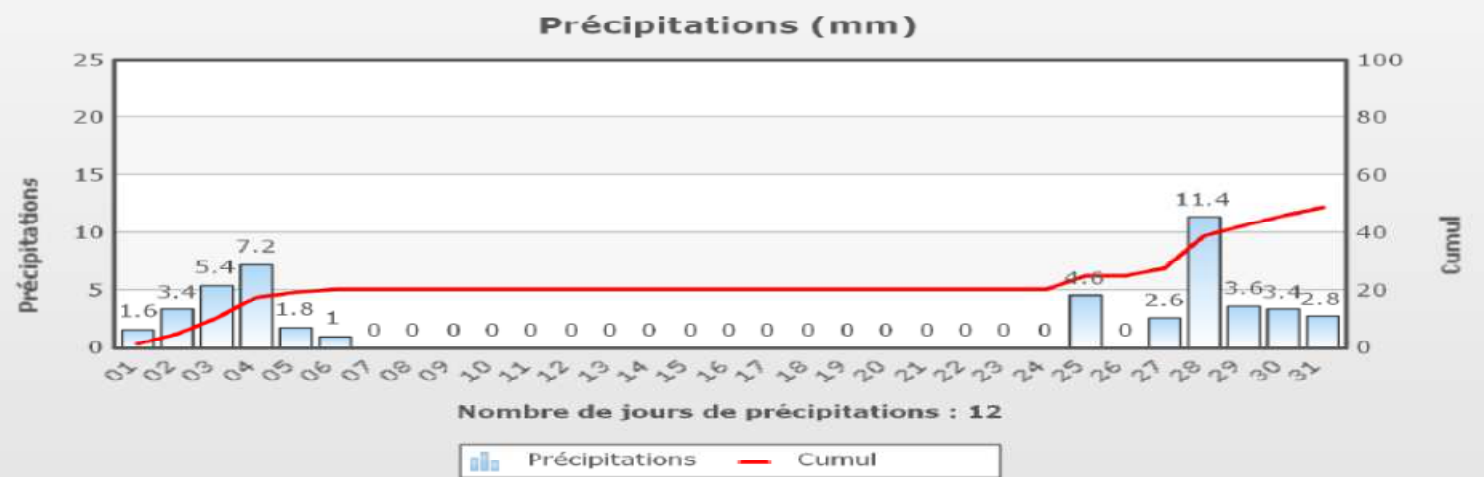 Précipitations (mm)
25 100
20 80
15 60
10 40
5 20
0 0
Précipitations
Cumul
1.6 3.4 5.4 7.2 1.8 1 0 0 0 0 0 0 0 0 0 0 0 0 0 0 0 0 0 0 4.6 0 2.6 11.4 3.6 3.4 2.8
01 02 03 04 05 06 07 08 09 10 11 12 13 14 15 16 17 18 19 20 21 22 23 24 25 26 27 28 29 30 31
Nombre de jours de précipitations : 12
Précipitations Cumul